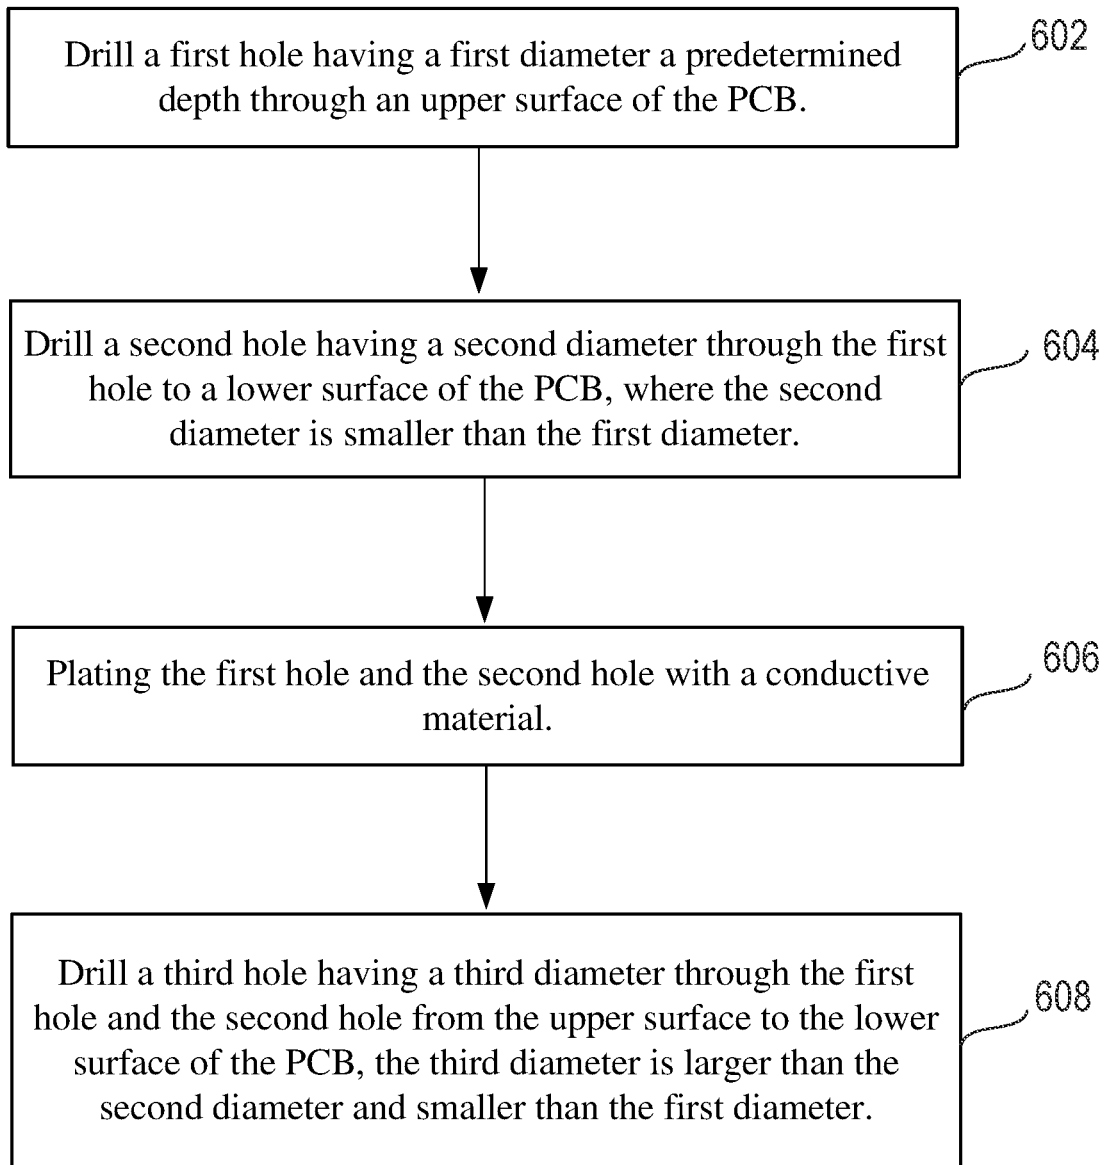 Drill a first hole having a first diameter a predetermined
depth through an upper surface of the PCB.
602
Drill a second hole having a second diameter through the first
hole to a lower surface of the PCB, where the second
diameter is smaller than the first diameter.
604
Plating the first hole and the second hole with a conductive
material.
606
Drill a third hole having a third diameter through the first
hole and the second hole from the upper surface to the lower
surface of the PCB, the third diameter is larger than the
second diameter and smaller than the first diameter.
608